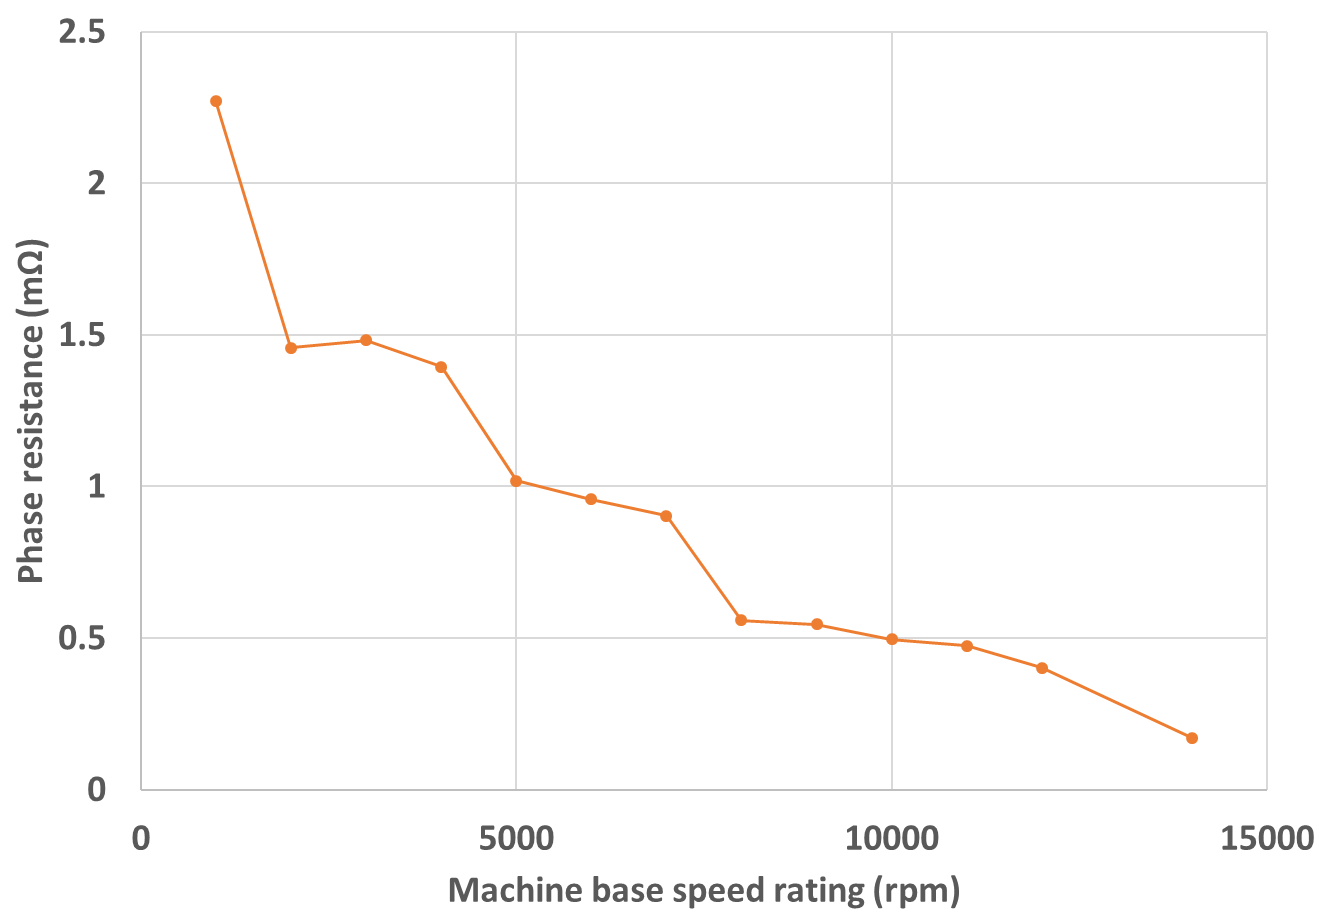 2.5
2
1.5
1
0.5
0
Phase resistance (mΩ)
0 5000 10000 15000
Machine base speed rating (rpm)